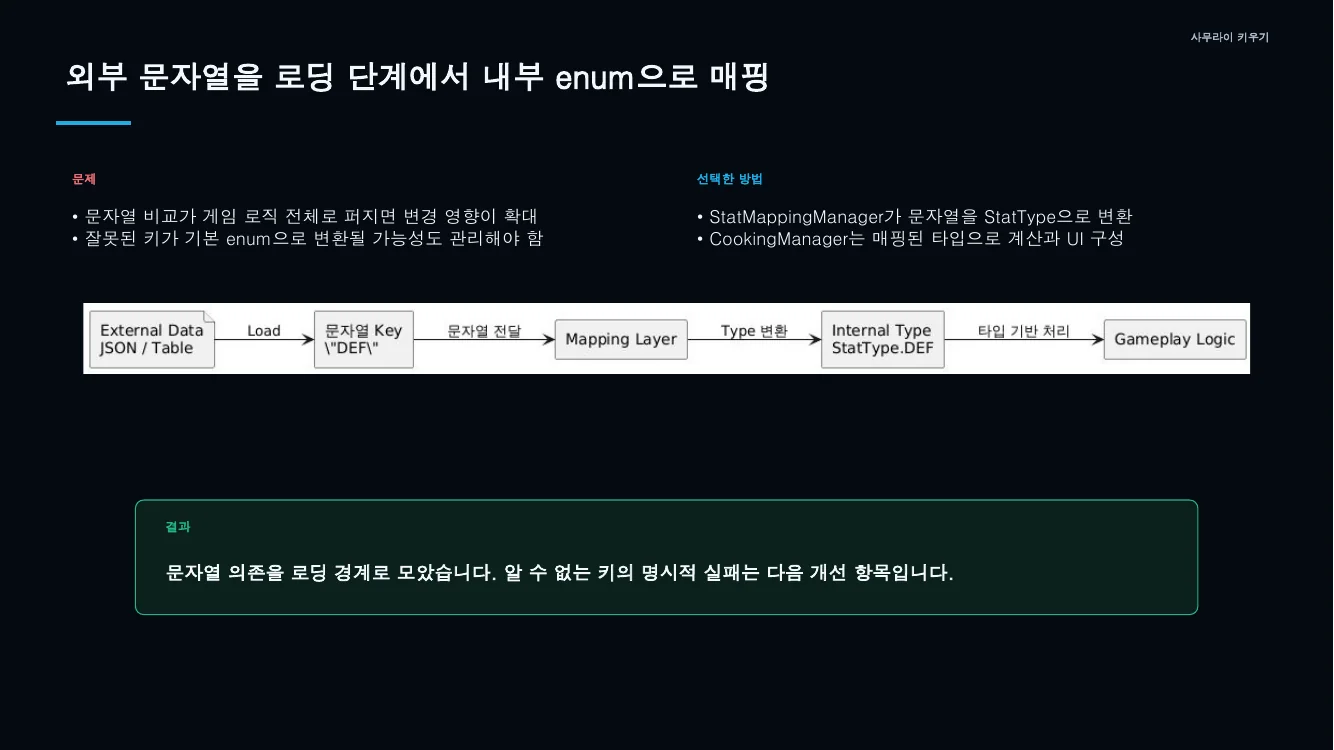 사무라이 키우기
외부 문자열을 로딩 단계에서 내부 enum으로 매핑
문제
• 문자열 비교가 게임 로직 전체로 퍼지면 변경 영향이 확대
• 잘못된 키가 기본 enum으로 변환될 가능성도 관리해야 함
선택한 방법
• StatMappingManager가 문자열을 StatType으로 변환
• CookingManager는 매핑된 타입으로 계산과 UI 구성
External Data
JSON / Table
Load
문자열 Key
\"DEF\"
문자열 전달
Mapping Layer
Type 변환
Internal Type
StatType.DEF
타입 기반 처리
Gameplay Logic
결과
문자열 의존을 로딩 경계로 모았습니다. 알 수 없는 키의 명시적 실패는 다음 개선 항목입니다.